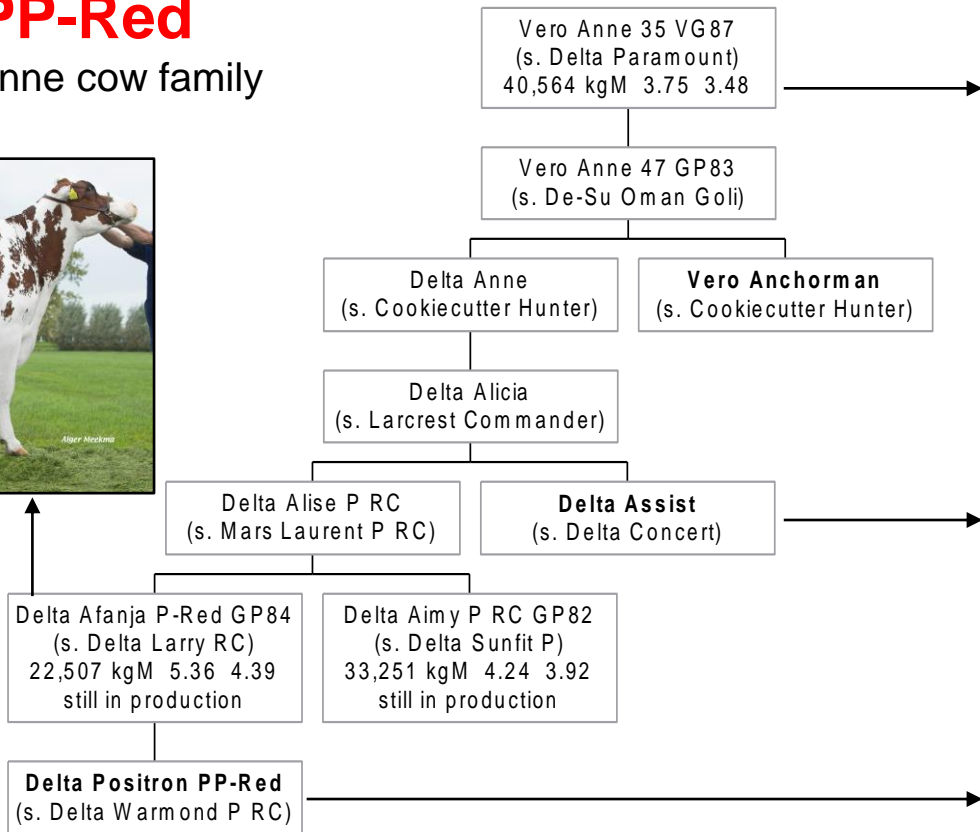 PP-Red
nne cow family
Vero Anne 35 VG87
(s. Delta Paramount)
40,564 kgM 3.75 3.48
Vero Anne 47 GP83
(s. De-Su Oman Goli)
Delta Anne
(s. Cookiecutter Hunter)
Vero Anchorman
(s. Cookiecutter Hunter)
Delta Alicia
(s. Larcrest Commander)
Alger Meekma
Delta Alise P RC
(s. Mars Laurent P RC)
Delta Assist
(s. Delta Concert)
Delta Afanja P-Red GP84
(s. Delta Larry RC)
22,507 kgM 5.36 4.39
still in production
Delta Aimy P RC GP82
(s. Delta Sunfit P)
33,251 kgM 4.24 3.92
still in production
Delta Positron PP-Red
(s. Delta Warmond P RC)